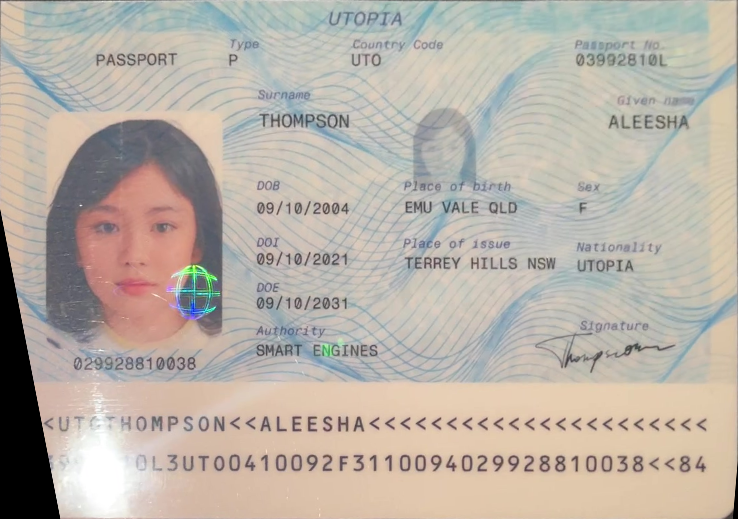 UTOPIA
PASSPORT
Type
P
Country Code
UTO
Passport No.
03992810L
Surname
THOMPSON
Given name
ALEESHA
DOB
09/10/2004
Place of birth
EMU VALE QLD
Sex
F
DOI
09/10/2021
Place of issue
TERREY HILLS NSW
Nationality
UTOPIA
DOE
09/10/2031
Authority
SMART ENGINES
Signature
Thompson
029928810038
<UTOTHOMPSON<<ALEESHA<<<<<<<<<<<<<<<<<<<<<<
0L3UTO0410092F3110094029928810038<<84